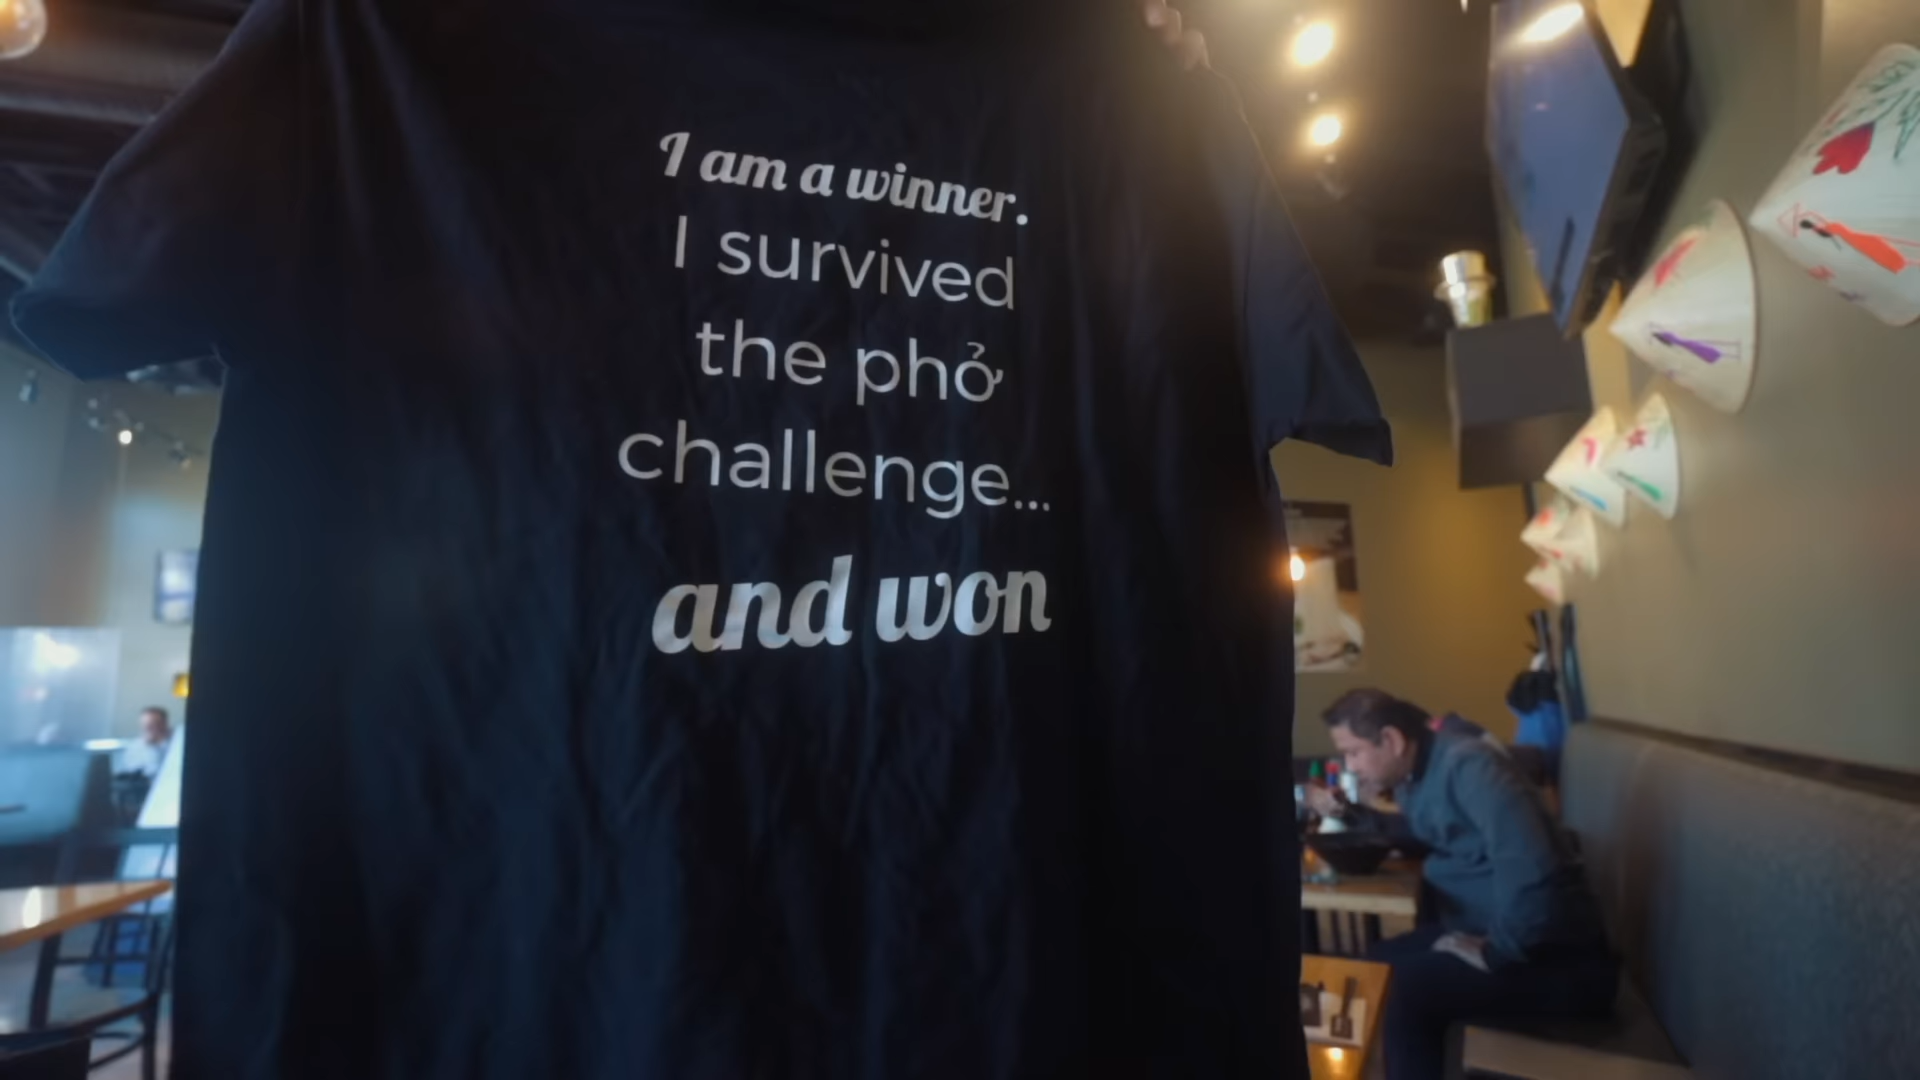 I am a winner.
I survived
the phở
challenge...
and won